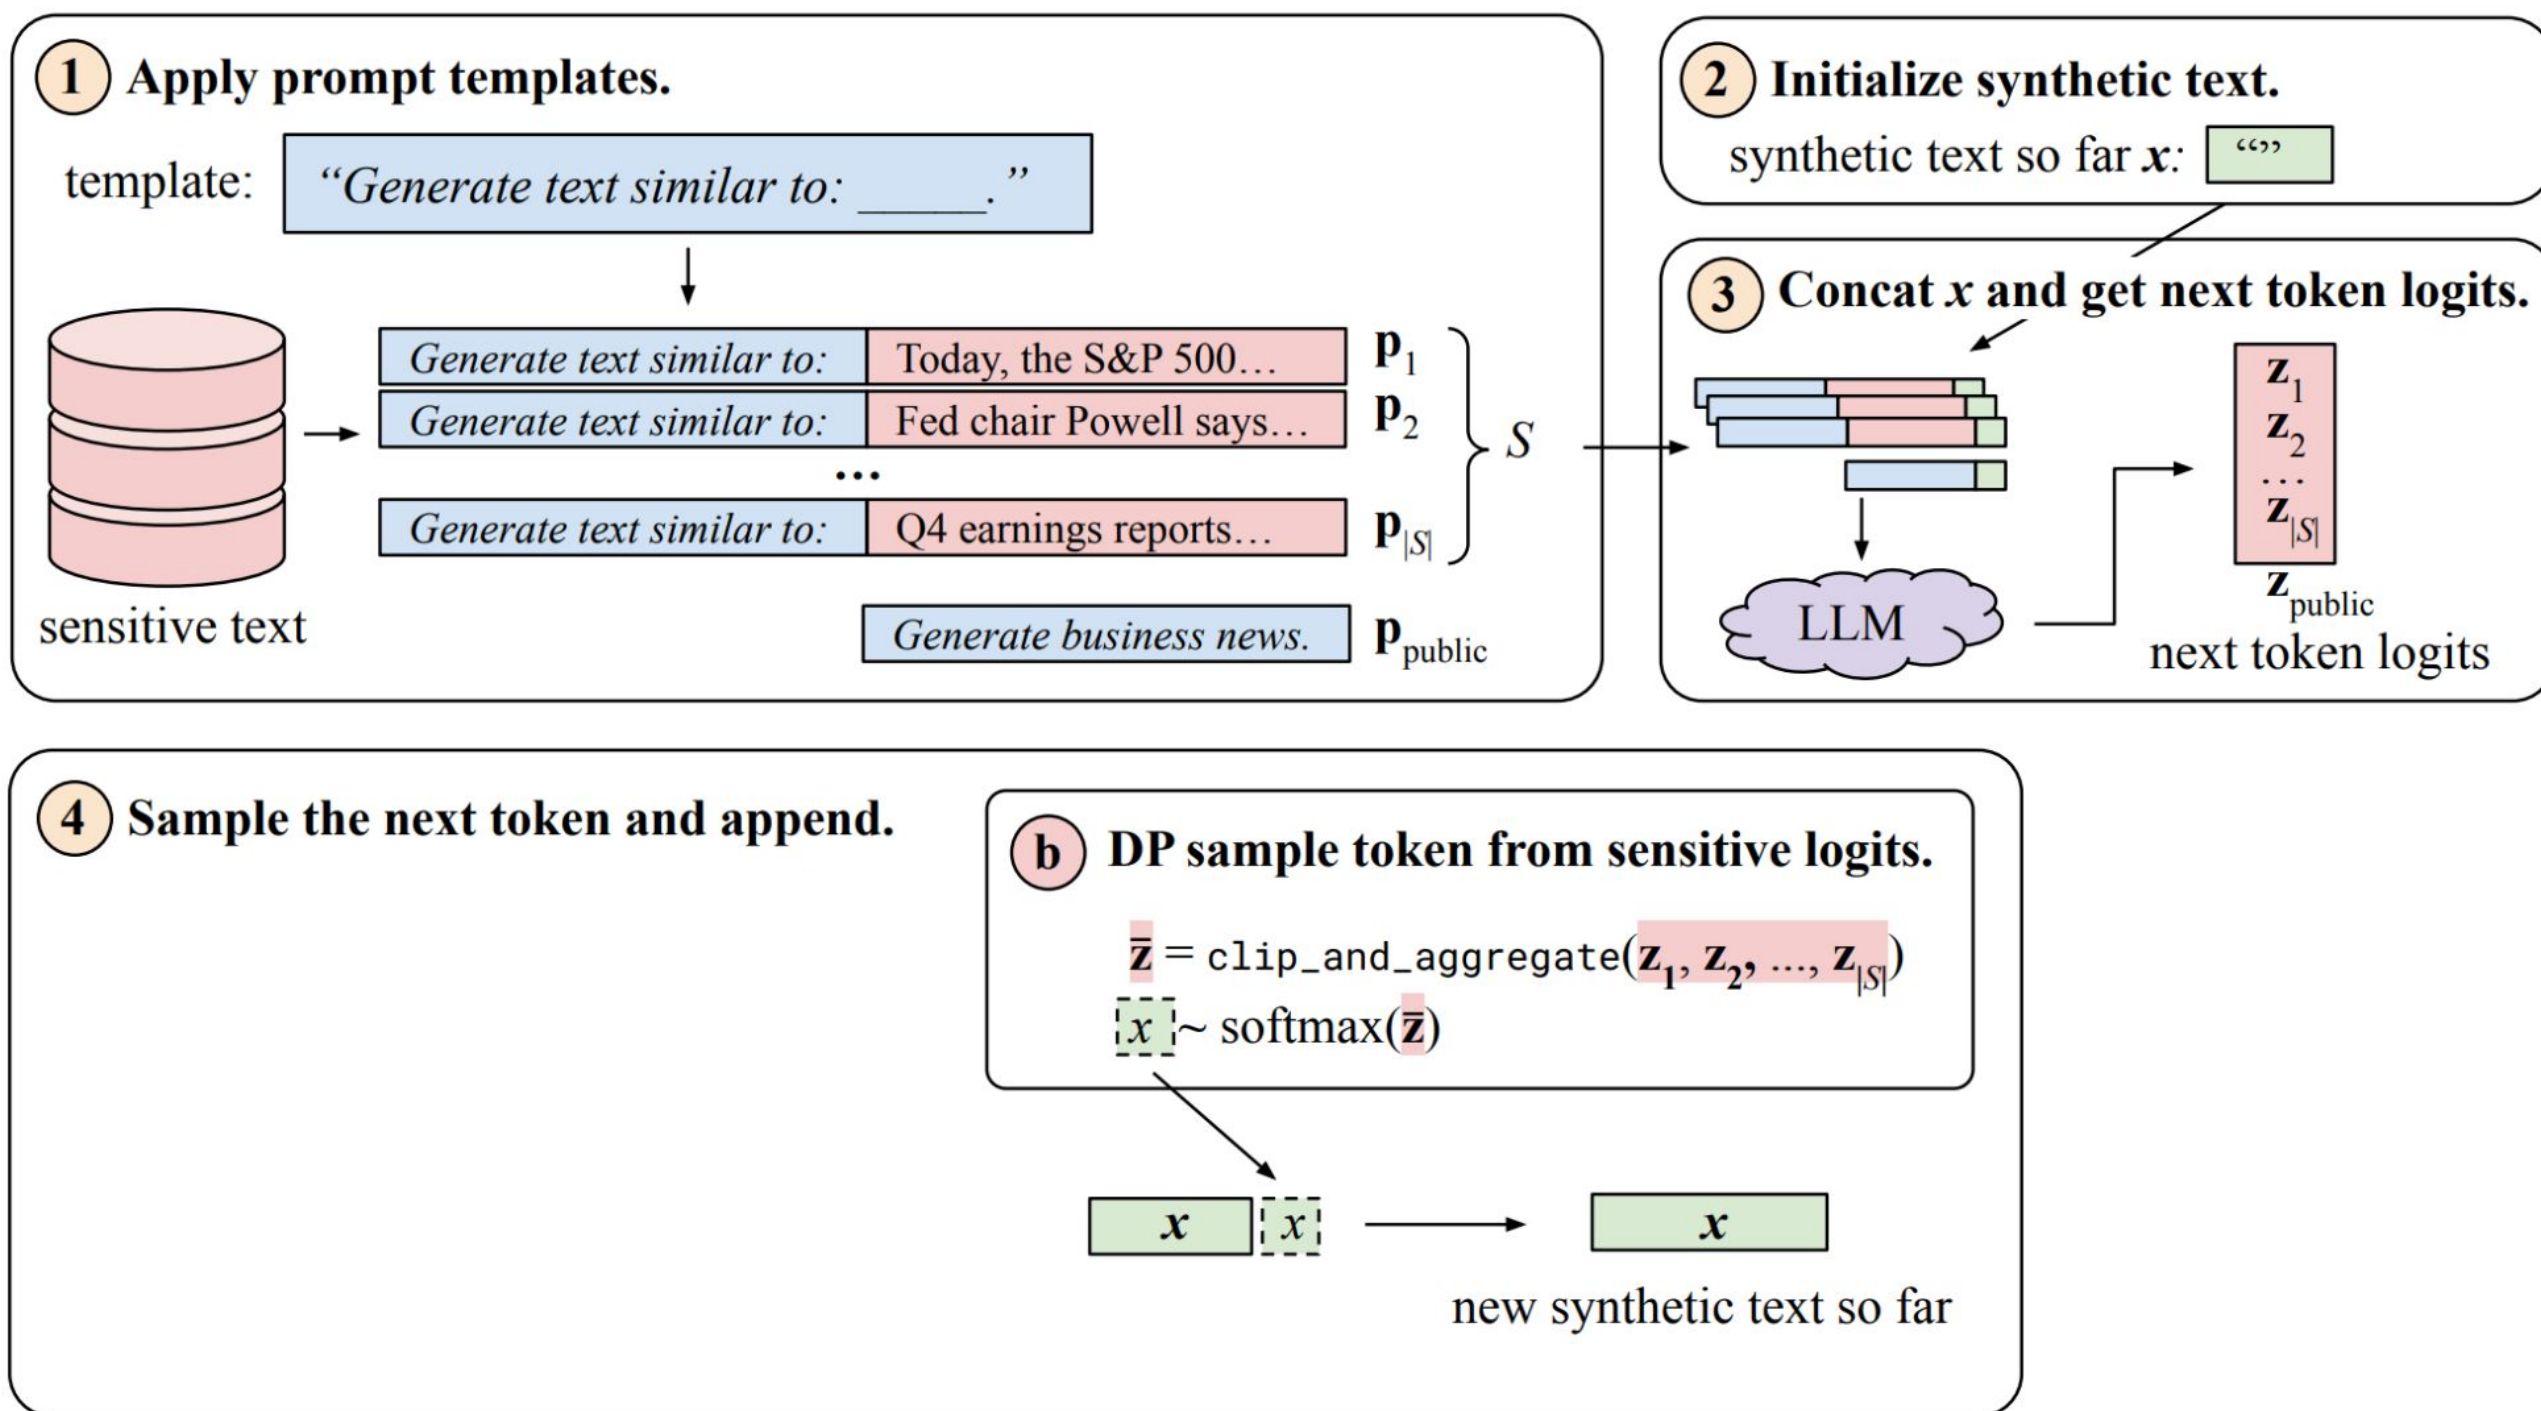 1 Apply prompt templates.
template: “Generate text similar to: _____.”
Generate text similar to: Today, the S&P 500… p1
Generate text similar to: Fed chair Powell says… p2
...
Generate text similar to: Q4 earnings reports… p|S|
S
sensitive text
Generate business news. ppublic
2 Initialize synthetic text.
synthetic text so far x: “”
3 Concat x and get next token logits.
LLM
z1
z2
...
z|S|
zpublic
next token logits
4 Sample the next token and append.
b DP sample token from sensitive logits.
z̄ = clip_and_aggregate(z1, z2, ..., z|S|)
x ~ softmax(z̄)
x x x
new synthetic text so far